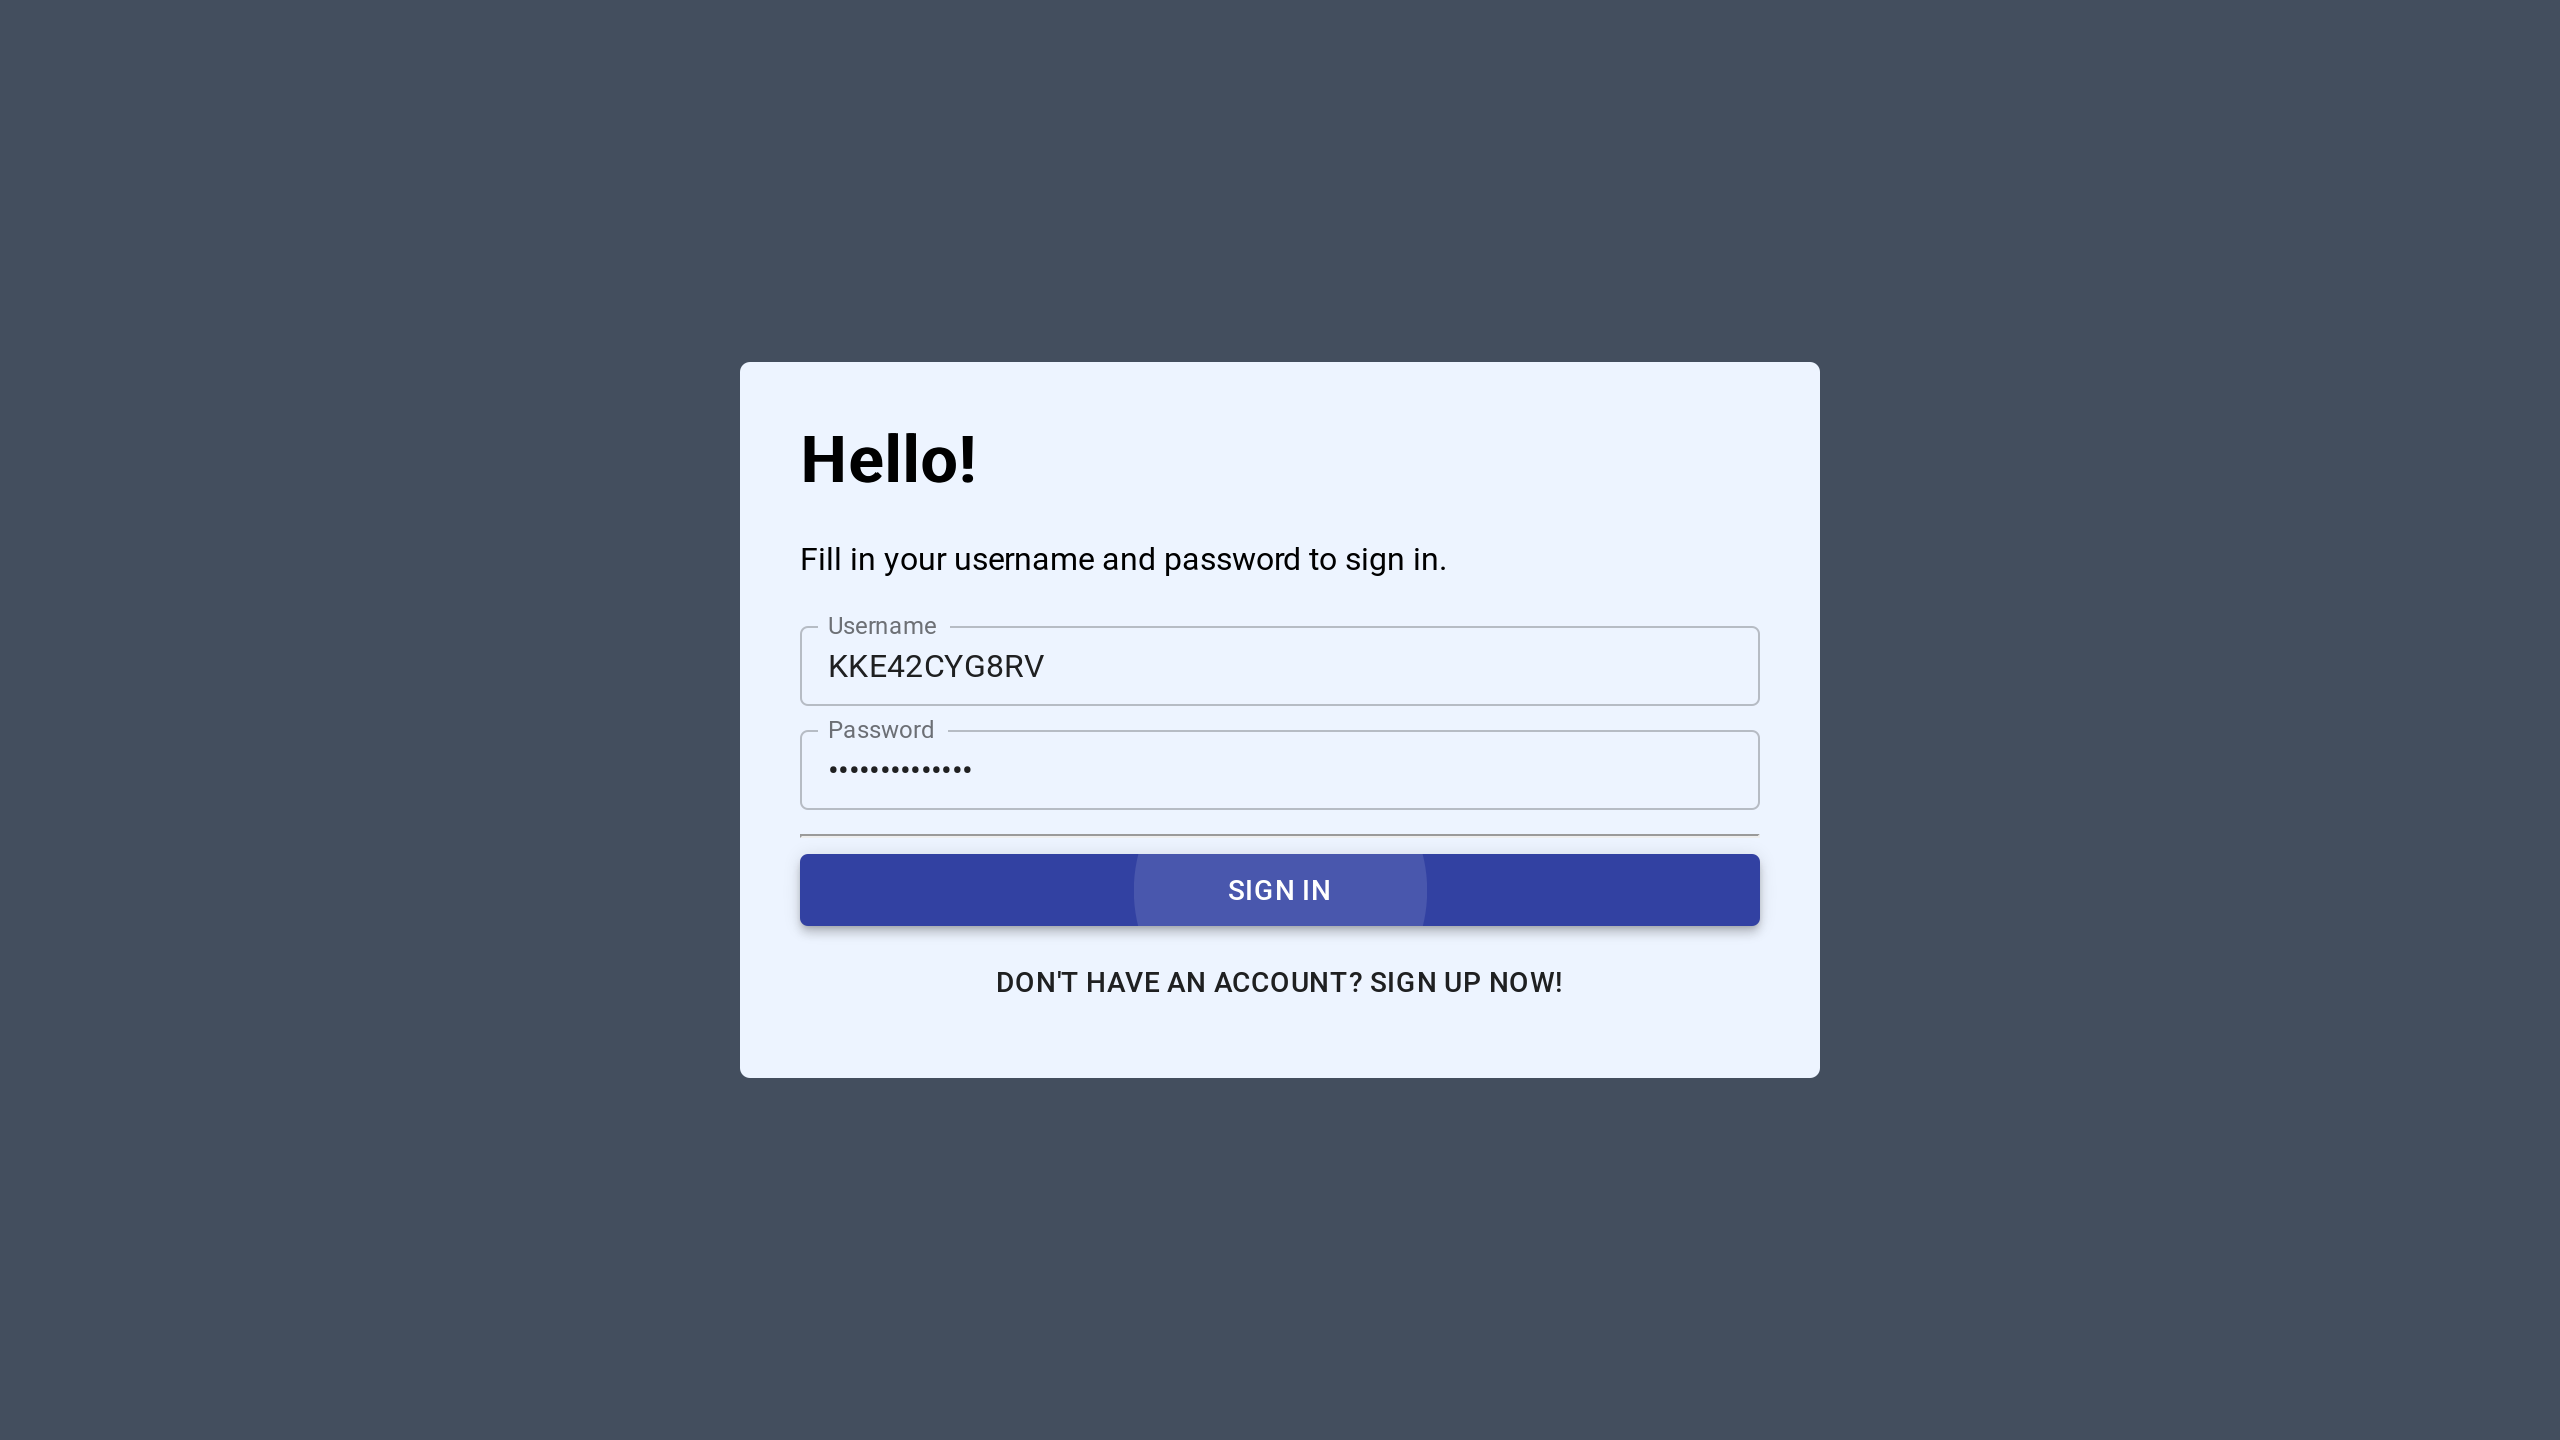 Hello!
Fill in your username and password to sign in.
Username
KKE42CYG8RV
Password
••••••••••••••
SIGN IN
DON'T HAVE AN ACCOUNT? SIGN UP NOW!